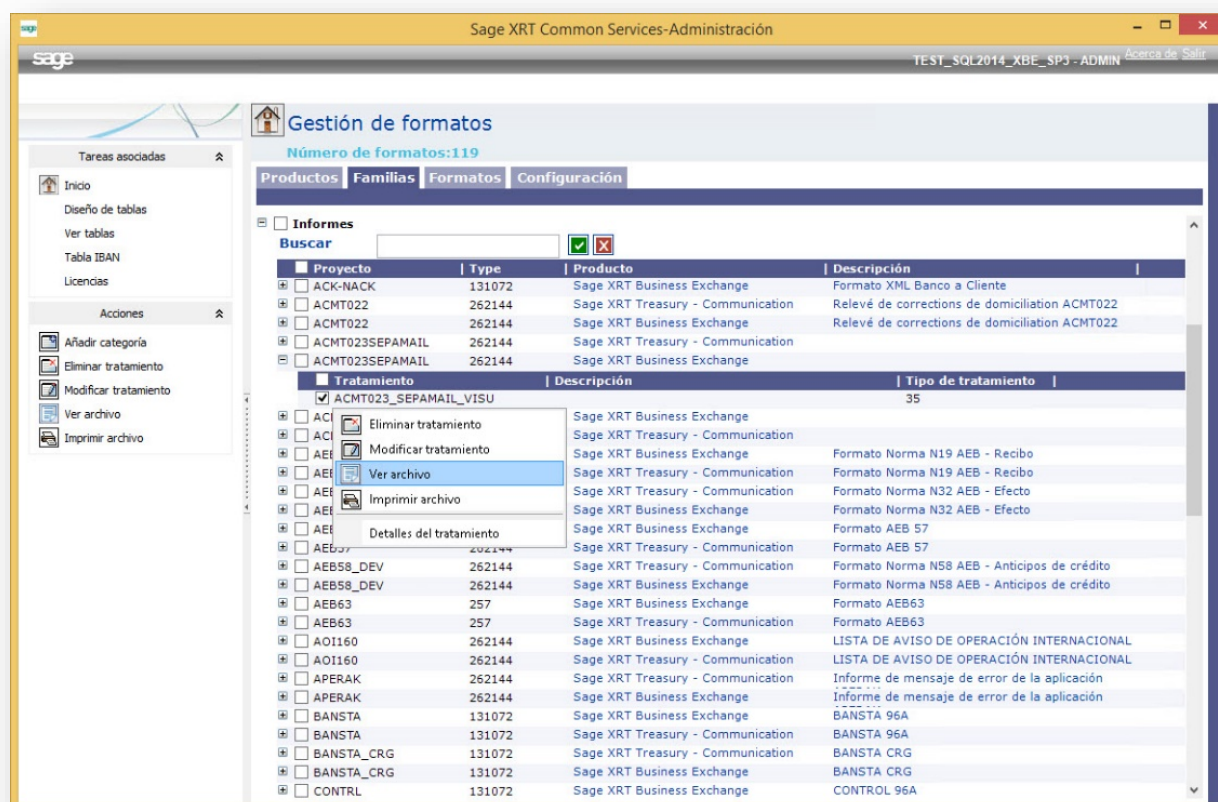 sage
Sage XRT Common Services-Administración
sage
TEST_SQL2014_XBE_SP3 - ADMIN Acerca de Salir
Gestión de formatos
Número de formatos:119
Tareas asociadas
Inicio
Diseño de tablas
Ver tablas
Tabla IBAN
Licencias
Acciones
Añadir categoría
Eliminar tratamiento
Modificar tratamiento
Ver archivo
Imprimir archivo
Productos Familias Formatos Configuración
Informes
Buscar
Proyecto | Type | Producto | Descripción |
ACK-NACK 131072 Sage XRT Business Exchange Formato XML Banco a Cliente
ACMT022 262144 Sage XRT Treasury - Communication Relevé de corrections de domiciliation ACMT022
ACMT022 262144 Sage XRT Business Exchange Relevé de corrections de domiciliation ACMT022
ACMT023SEPAMAIL 262144 Sage XRT Treasury - Communication
ACMT023SEPAMAIL 262144 Sage XRT Business Exchange
Tratamiento | Descripción | Tipo de tratamiento |
ACMT023_SEPAMAIL_VISU 35
Eliminar tratamiento
Modificar tratamiento
Ver archivo
Imprimir archivo
Detalles del tratamiento
Sage XRT Business Exchange
Sage XRT Treasury - Communication
Sage XRT Business Exchange Formato Norma N19 AEB - Recibo
Sage XRT Treasury - Communication Formato Norma N19 AEB - Recibo
Sage XRT Treasury - Communication Formato Norma N32 AEB - Efecto
Sage XRT Business Exchange Formato Norma N32 AEB - Efecto
Sage XRT Business Exchange Formato AEB 57
AEB57 262144 Sage XRT Treasury - Communication Formato AEB 57
AEB58_DEV 262144 Sage XRT Treasury - Communication Formato Norma N58 AEB - Anticipos de crédito
AEB58_DEV 262144 Sage XRT Business Exchange Formato Norma N58 AEB - Anticipos de crédito
AEB63 257 Sage XRT Business Exchange Formato AEB63
AEB63 257 Sage XRT Treasury - Communication Formato AEB63
AOI160 262144 Sage XRT Business Exchange LISTA DE AVISO DE OPERACIÓN INTERNACIONAL
AOI160 262144 Sage XRT Treasury - Communication LISTA DE AVISO DE OPERACIÓN INTERNACIONAL
APERAK 262144 Sage XRT Treasury - Communication Informe de mensaje de error de la aplicación
APERAK 262144 Sage XRT Business Exchange Informe de mensaje de error de la aplicación
BANSTA 131072 Sage XRT Business Exchange BANSTA 96A
BANSTA 131072 Sage XRT Treasury - Communication BANSTA 96A
BANSTA_CRG 131072 Sage XRT Treasury - Communication BANSTA CRG
BANSTA_CRG 131072 Sage XRT Business Exchange BANSTA CRG
CONTRL 131072 Sage XRT Business Exchange CONTROL 96A